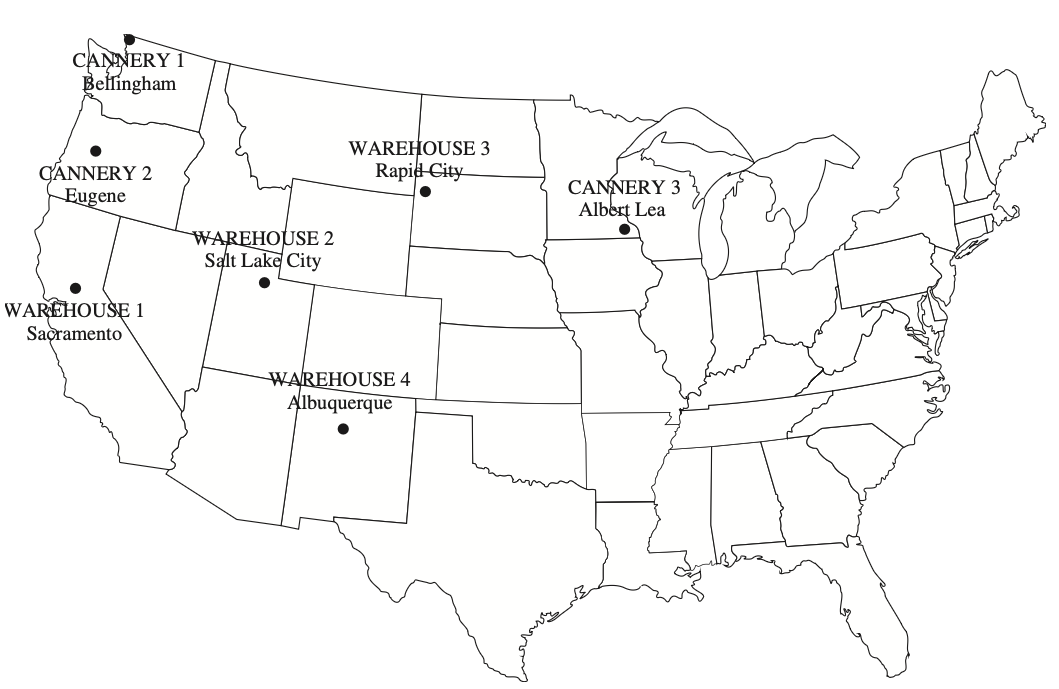 CANNERY 1
Bellingham
WAREHOUSE 3
Rapid City
CANNERY 2
Eugene
CANNERY 3
Albert Lea
WAREHOUSE 2
Salt Lake City
WAREHOUSE 1
Sacramento
WAREHOUSE 4
Albuquerque